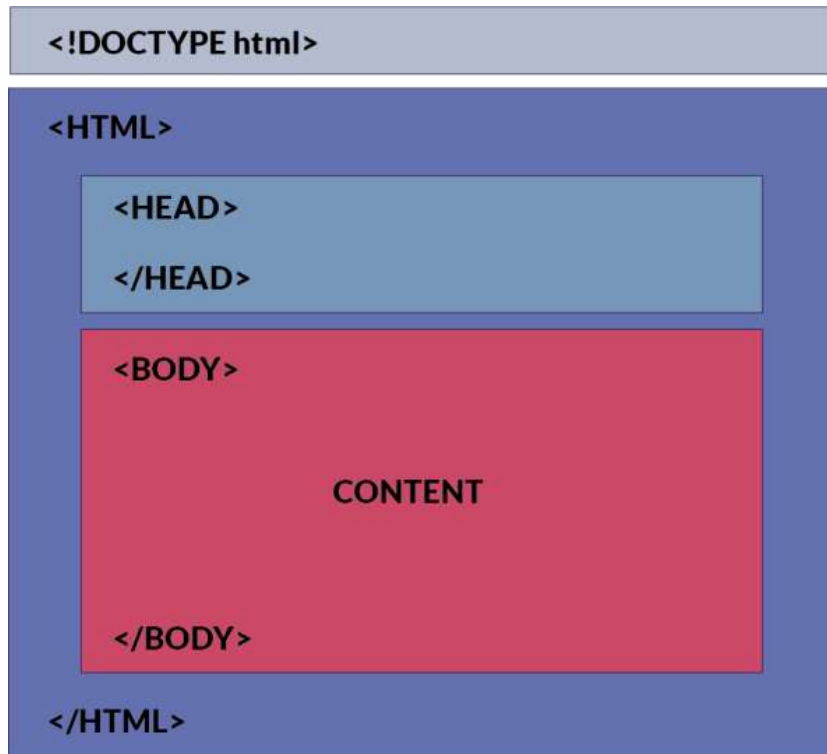 <!DOCTYPE html>
<HTML>
<HEAD>
</HEAD>
<BODY>
CONTENT
</BODY>
</HTML>